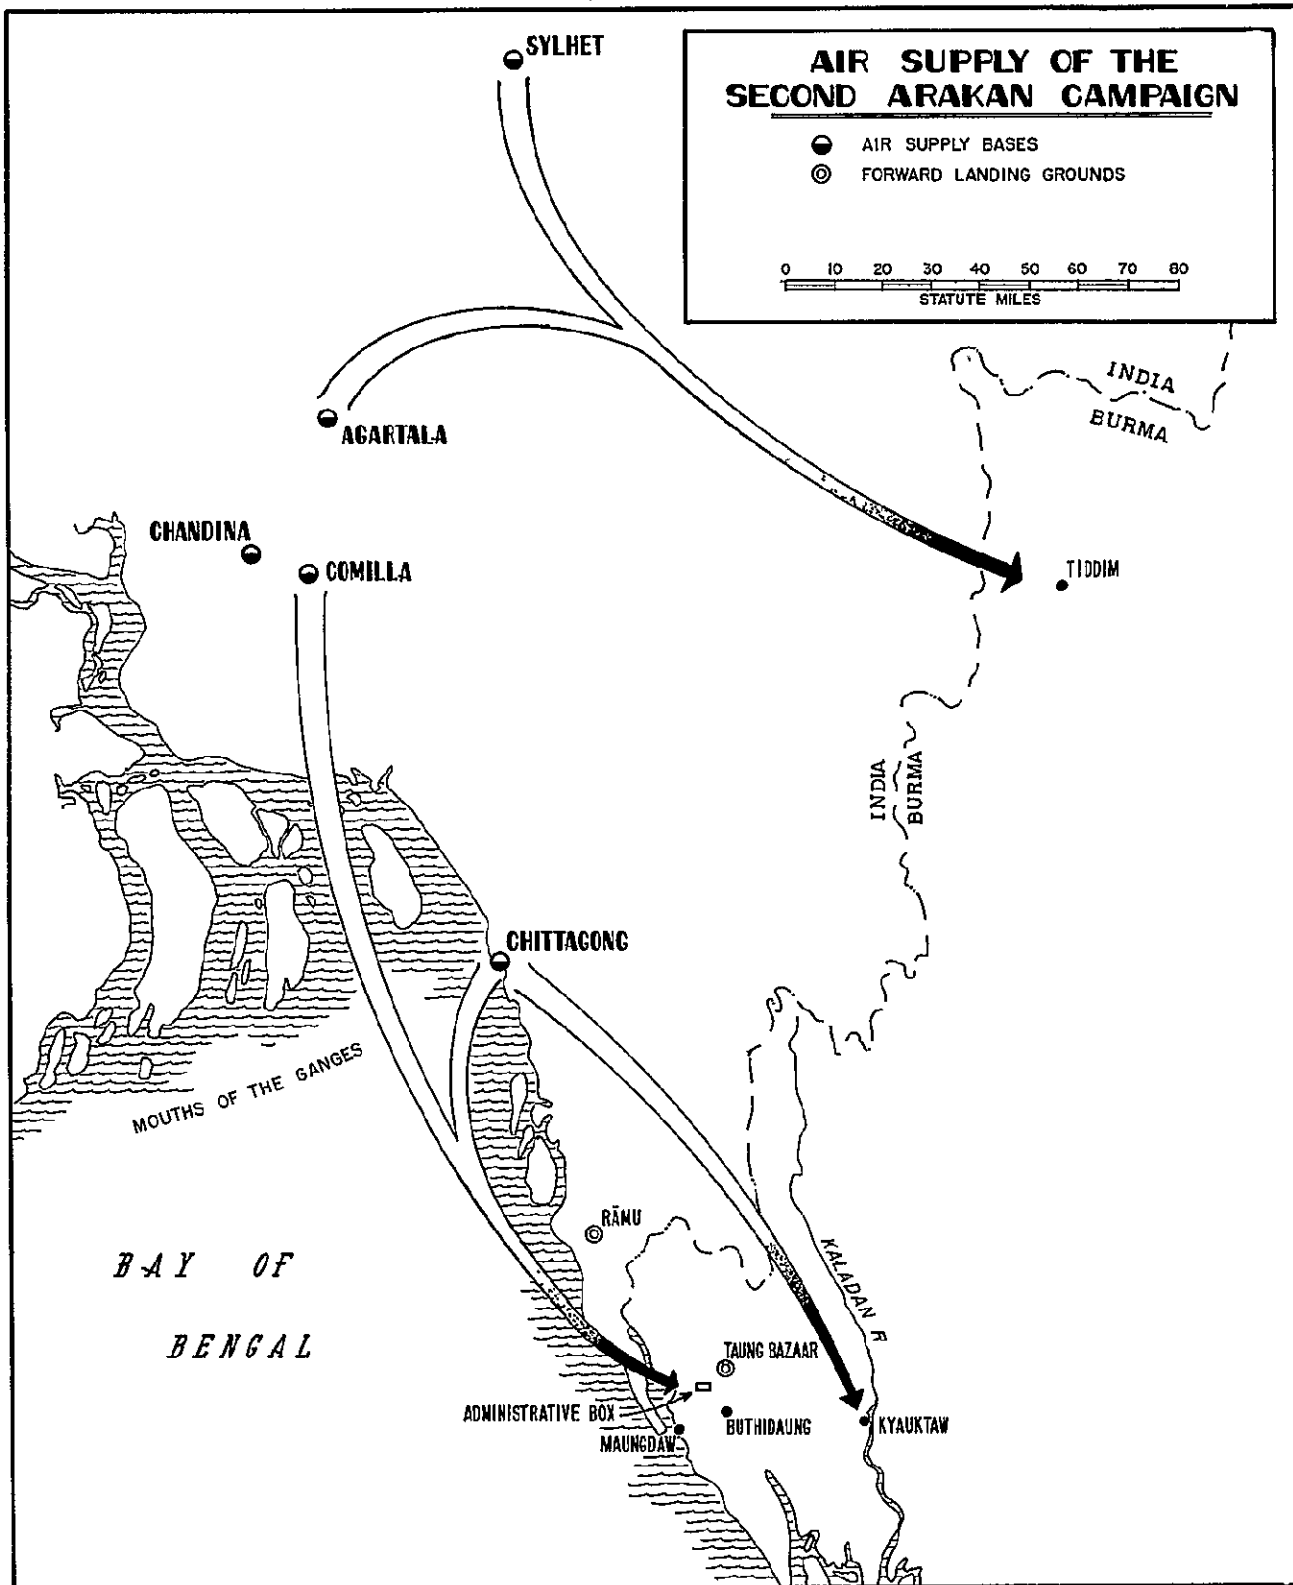 SYLHET
AIR SUPPLY OF THE
SECOND ARAKAN CAMPAIGN
AIR SUPPLY BASES
FORWARD LANDING GROUNDS
0 10 20 30 40 50 60 70 80
STATUTE MILES
INDIA
BURMA
AGARTALA
CHANDINA
COMILLA
TIDDIM
INDIA
BURMA
CHITTAGONG
MOUTHS OF THE GANGES
RĀMU
KALADAN R
BAY OF
BENGAL
TAUNG BAZAAR
ADMINISTRATIVE BOX
BUTHIDAUNG
KYAUKTAW
MAUNGDAW